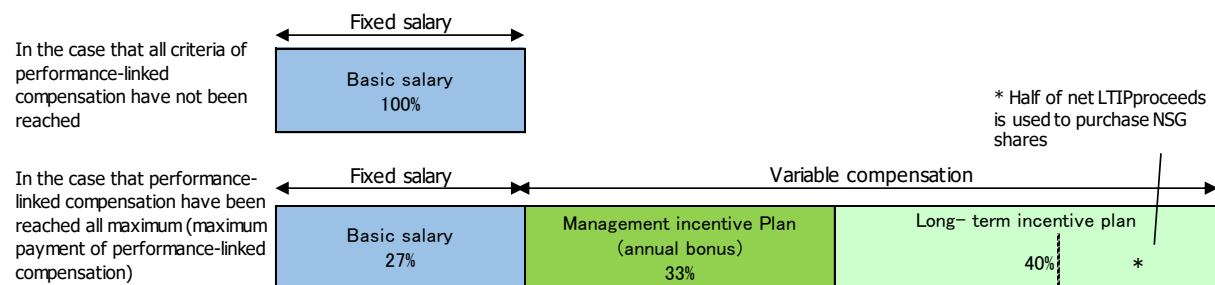 Fixed salary
In the case that all criteria of
performance-linked
compensation have not been
reached
Basic salary
100%
* Half of net LTIPproceeds
is used to purchase NSG
shares
In the case that performance-
linked compensation have been
reached all maximum (maximum
payment of performance-linked
compensation)
Fixed salary
Variable compensation
Basic salary
27%
Management incentive Plan
(annual bonus)
33%
Long- term incentive plan
40%
*